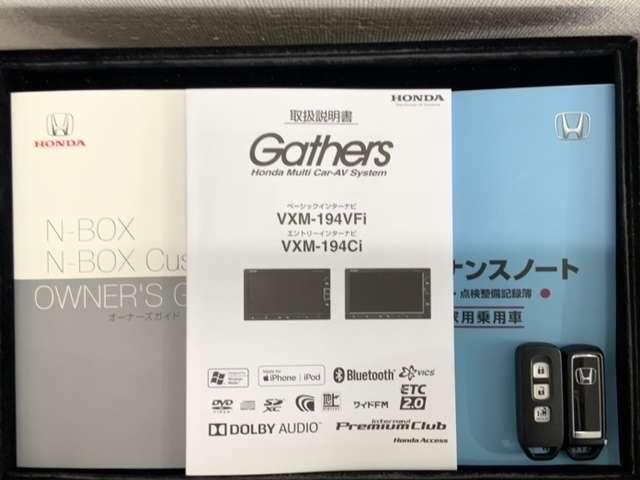 HONDA
N-BOX
N-BOX Cus
OWNER'S G
オーナーズガイド
取扱説明書
HONDA
Gathers
Honda Multi Car-AV System
ベーシックインターナビ
VXM-194VFi
エントリーインターナビ
VXM-194Ci
Made for
iPhone | iPod
Bluetooth®
VICS
DVD
SD
XC
ワイドFM
ETC
2.0
DOLBY AUDIO™
internavi
Premium Club
Honda Access
ナンスノート
・点検整備記録簿
家用乗用車